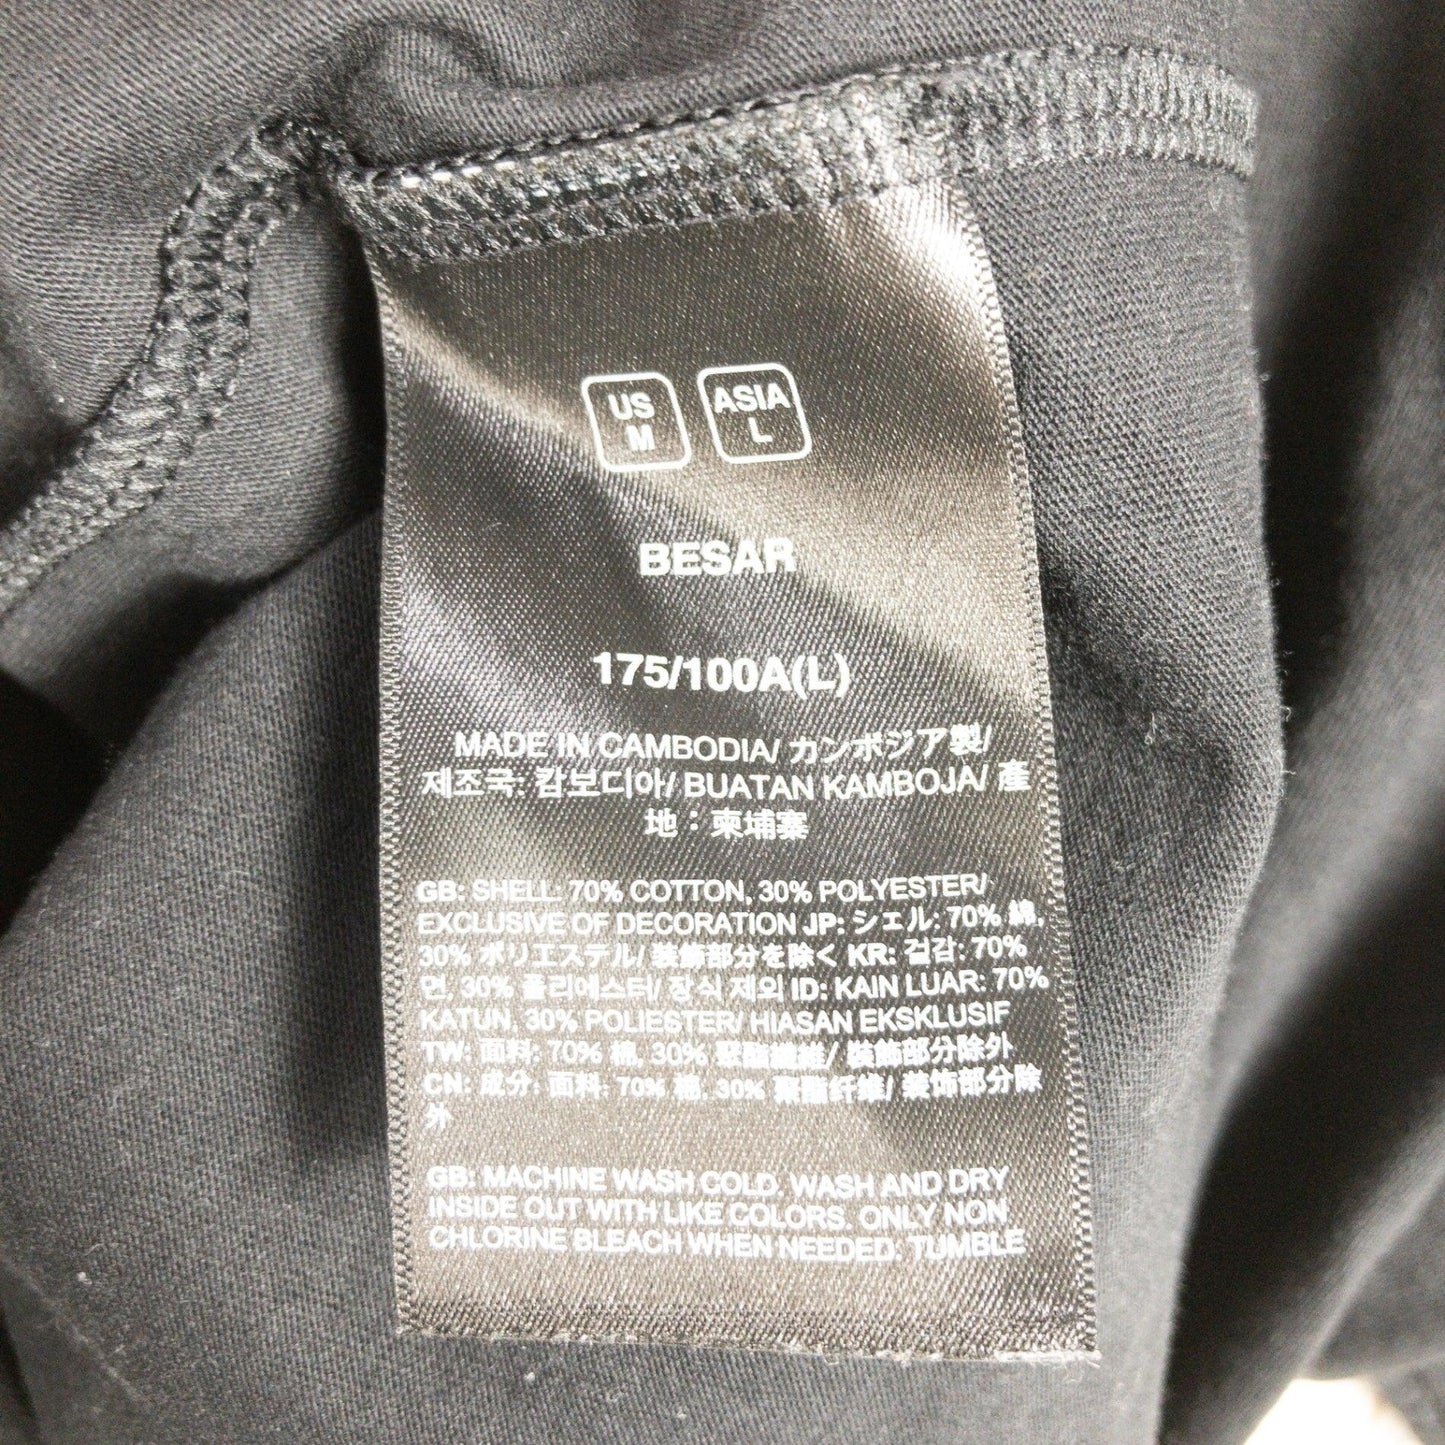 US ASIA
M L
BESAR
175/100A(L)
MADE IN CAMBODIA/ カンボジア製/
제조국: 캄보디아/ BUATAN KAMBOJA/ 產
地：柬埔寨
GB: SHELL: 70% COTTON, 30% POLYESTER/
EXCLUSIVE OF DECORATION JP: シェル: 70% 綿,
30% ポリエステル/ 装飾部分を除く KR: 겉감: 70%
면, 30% 폴리에스터/ 장식 제외 ID: KAIN LUAR: 70%
KATUN, 30% POLIESTER/ HIASAN EKSKLUSIF
TW: 面料: 70% 棉, 30% 聚酯纖維/ 裝飾部分除外
CN: 成分: 面料: 70% 棉, 30% 聚酯纤维/ 装饰部分除
外
GB: MACHINE WASH COLD. WASH AND DRY
INSIDE OUT WITH LIKE COLORS. ONLY NON
CHLORINE BLEACH WHEN NEEDED. TUMBLE